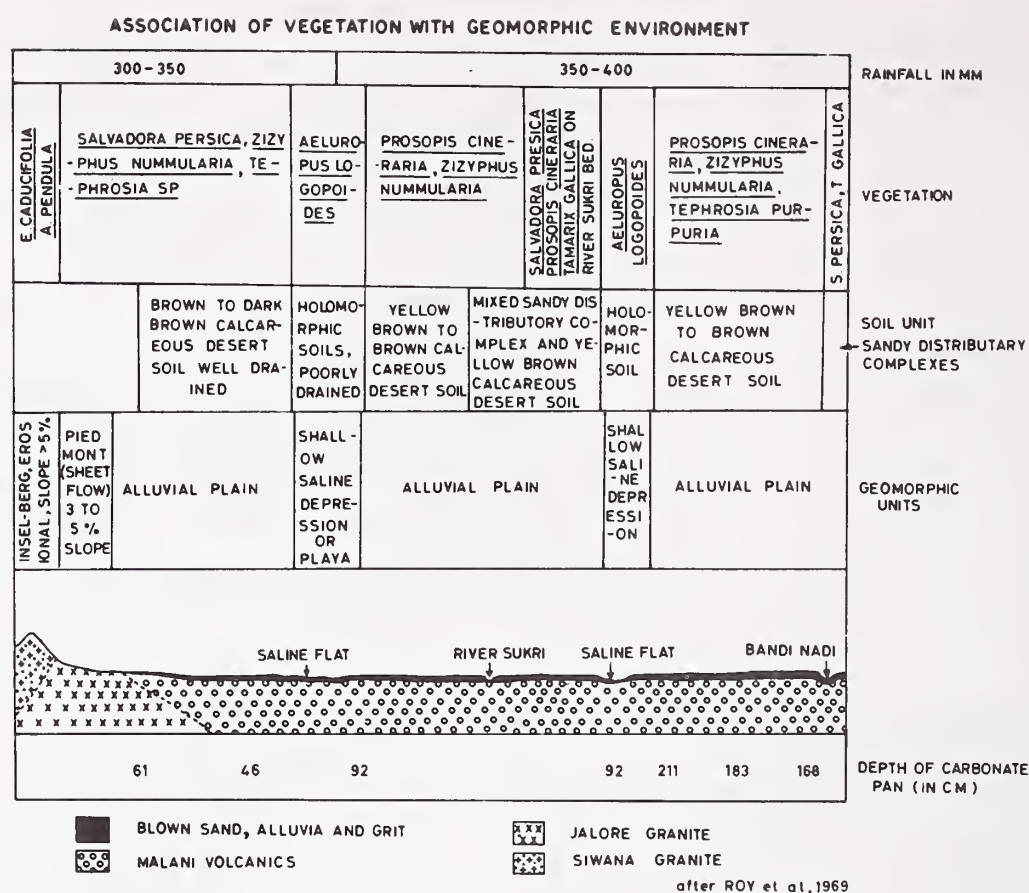 ASSOCIATION OF VEGETATION WITH GEOMORPHIC ENVIRONMENT
300-350
350-400
RAINFALL IN MM
E. CADUCIFOLIA
A. PENDULA
SALVADORA PERSICA, ZIZY
-PHUS NUMMULARIA, TE-
-PHROSIA SP
AELURO-
PUS LO-
GOPOI-
DES
PROSOPIS CINE-
-RARIA, ZIZYPHUS
NUMMULARIA
SALVADORA PRESICA
PROSOPIS CINERARIA
TAMARIX GALLICA ON
RIVER SUKRI BED.
AELUROPUS
LOGOPOIDES
PROSOPIS CINERA-
RIA, ZIZYPHUS
NUMMULARIA,
TEPHROSIA PUR-
PURIA
S. PERSICA, T GALLICA
VEGETATION
BROWN TO DARK
BROWN CALCAR-
EOUS DESERT
SOIL WELL DRA-
INED
HOLOMO-
RPHIC
SOILS,
POORLY
DRAINED
YELLOW
BROWN TO
BROWN CAL-
CAREOUS
DESERT SOIL
MIXED SANDY DIS
-TRIBUTORY CO-
MPLEX AND YE-
LLOW BROWN
CALCAREOUS
DESERT SOIL
HOLO-
MOR-
PHIC
SOIL
YELLOW BROWN
TO BROWN
CALCAREOUS
DESERT SOIL
SOIL UNIT
SANDY DISTRIBUTARY
COMPLEXES
INSEL-BERG, EROS
IONAL, SLOPE >5%
PIED
MONT
(SHEET
FLOW)
3 TO
5 %
SLOPE
ALLUVIAL PLAIN
SHALL-
OW
SALINE
DEPRE-
SSION
OR
PLAYA
ALLUVIAL PLAIN
SHAL
LOW
SALI-
-NE
DEPR
ESSI-
-ON
ALLUVIAL PLAIN
GEOMORPHIC
UNITS
SALINE FLAT
RIVER SUKRI
SALINE FLAT
BANDI NADI
61 46 92 92 211 183 168
DEPTH OF CARBONATE
PAN (IN CM)
BLOWN SAND, ALLUVIA AND GRIT
MALANI VOLCANICS
JALORE GRANITE
SIWANA GRANITE
after ROY et al, 1969